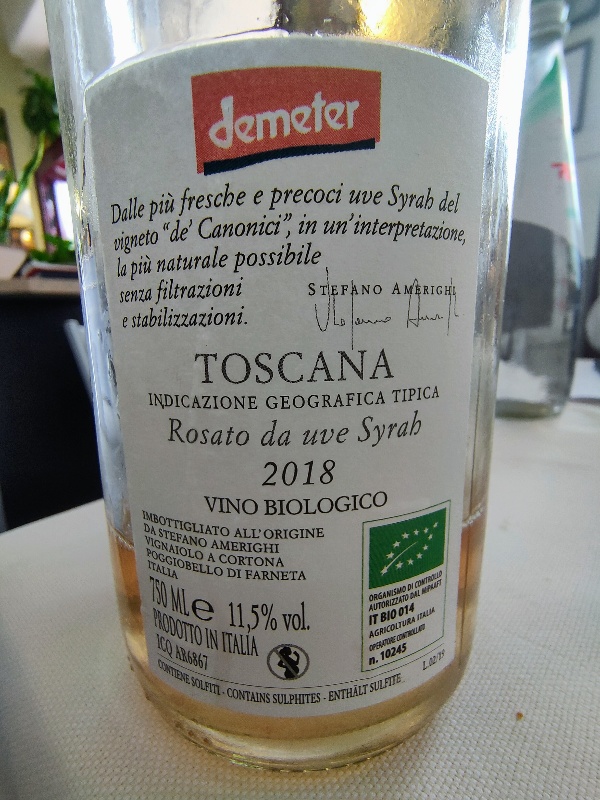 demeter
Dalle più fresche e precoci uve Syrah del
vigneto "de' Canonici", in un'interpretazione,
la più naturale possibile
senza filtrazioni
e stabilizzazioni.
STEFANO AMERIGHI
TOSCANA
INDICAZIONE GEOGRAFICA TIPICA
Rosato da uve Syrah
2018
VINO BIOLOGICO
IMBOTTIGLIATO ALL'ORIGINE
DA STEFANO AMERIGHI
VIGNAIOLO A CORTONA
POGGIOBELLO DI FARNETA
ITALIA
750 ML e 11,5% vol.
PRODOTTO IN ITALIA
ICQ AR6867
ORGANISMO DI CONTROLLO
AUTORIZZATO DAL MIPAAFT
IT BIO 014
AGRICOLTURA ITALIA
OPERATORE CONTROLLATO
n. 10245
L.02/19
CONTIENE SOLFITI - CONTAINS SULPHITES - ENTHÄLT SULFITE